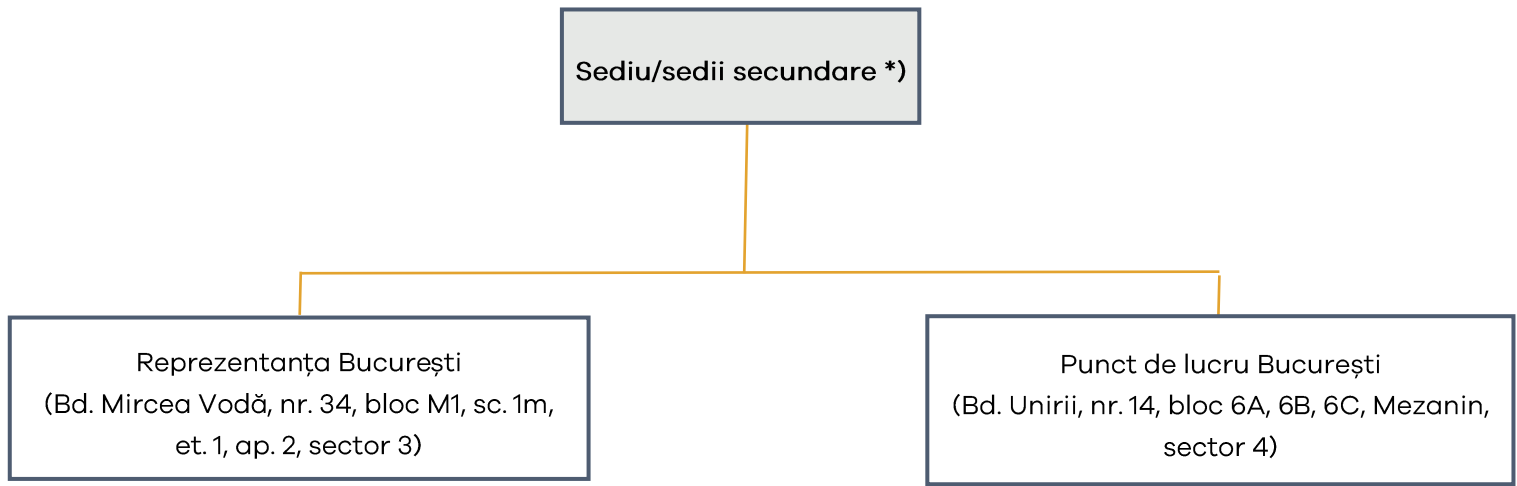 Sediu/sedii secundare *)
Reprezentanța București
(Bd. Mircea Vodă, nr. 34, bloc M1, sc. 1m,
et. 1, ap. 2, sector 3)
Punct de lucru București
(Bd. Unirii, nr. 14, bloc 6A, 6B, 6C, Mezanin,
sector 4)